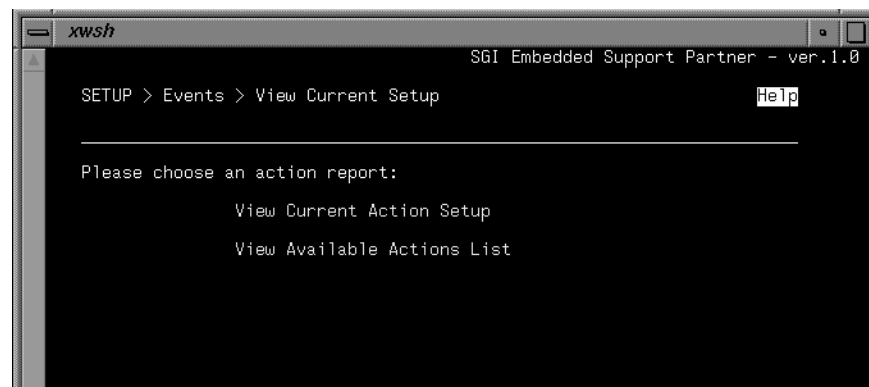 xwsh
SGI Embedded Support Partner - ver.1.0
SETUP > Events > View Current Setup Help
Please choose an action report:
View Current Action Setup
View Available Actions List